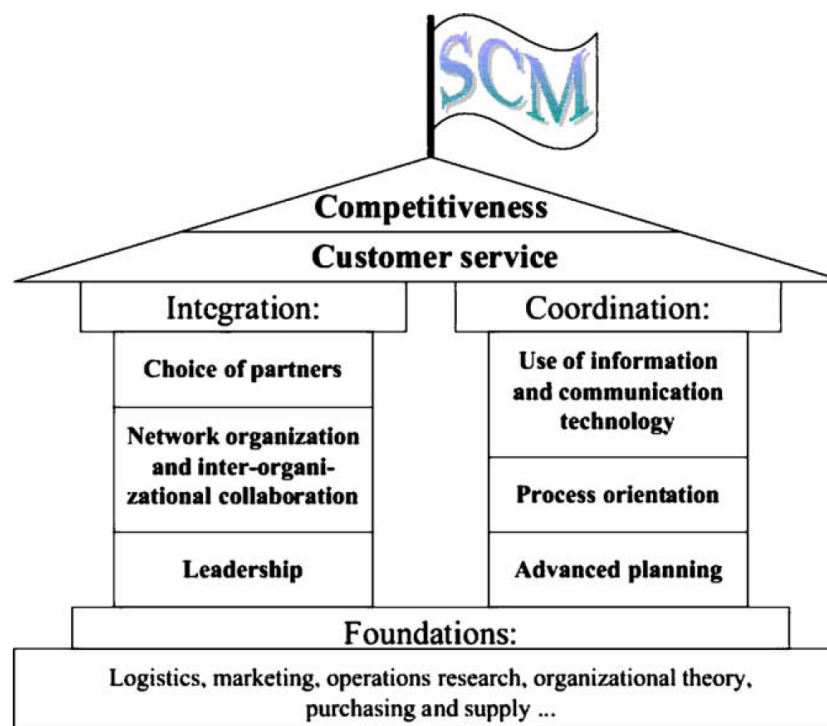 SCM
Competitiveness
Customer service
Integration:
Choice of partners
Network organization
and inter-organi-
zational collaboration
Leadership
Coordination:
Use of information
and communication
technology
Process orientation
Advanced planning
Foundations:
Logistics, marketing, operations research, organizational theory,
purchasing and supply ...